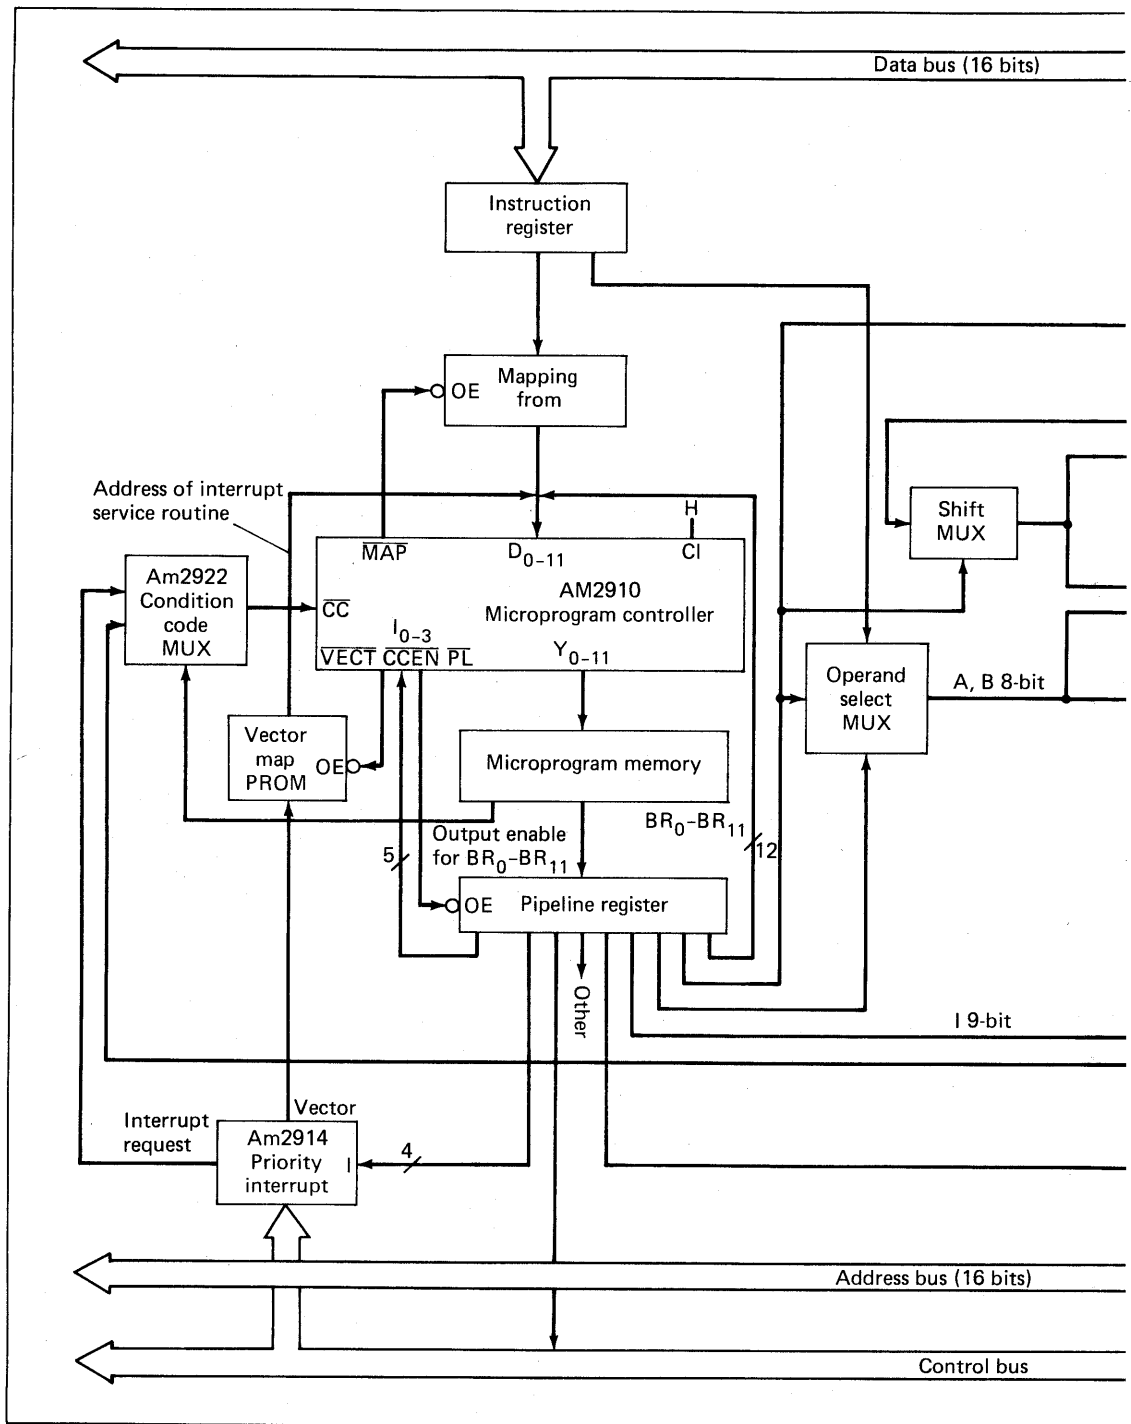 Data bus (16 bits)
Instruction
register
OE
Mapping
from
Address of interrupt
service routine
H
Shift
MUX
MAP
D0-11
CI
Am2922
Condition
code
MUX
AM2910
Microprogram controller
CC
I0-3
VECT CCEN PL
Y0-11
Operand
select
MUX
A, B 8-bit
Vector
map
PROM
OE
Microprogram memory
BR0-BR11
12
Output enable
for BR0-BR11
5
OE
Pipeline register
Other
I 9-bit
Vector
Interrupt
request
Am2914
Priority
interrupt
I
4
Address bus (16 bits)
Control bus